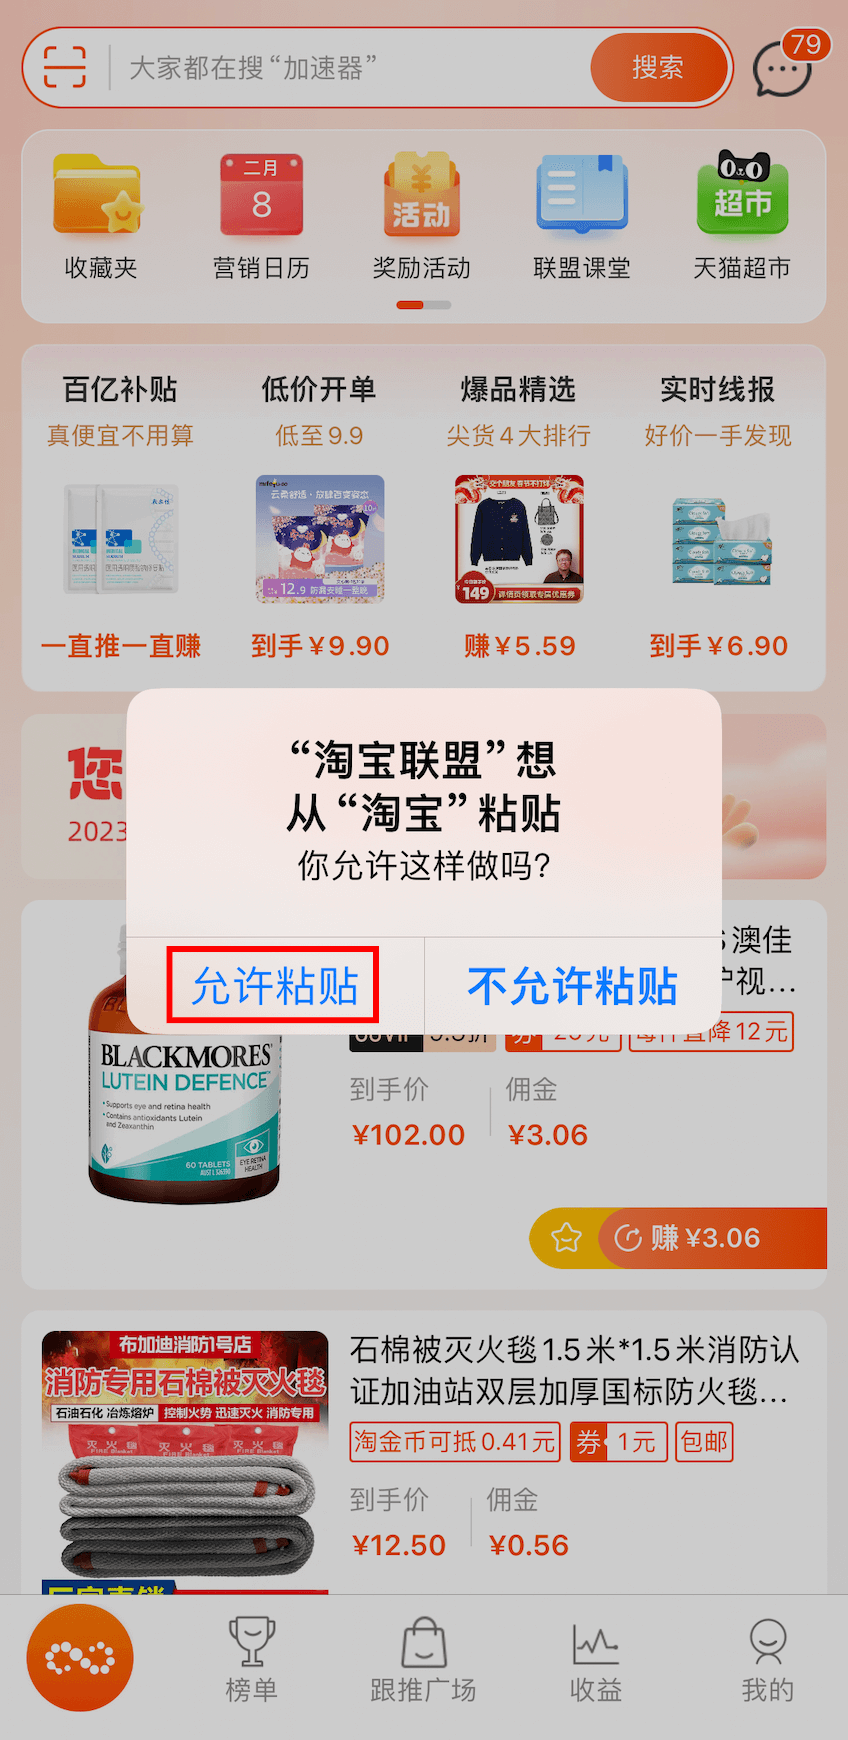 大家都在搜“加速器”
搜索
79
二月
8
活动
超市
收藏夹
营销日历
奖励活动
联盟课堂
天猫超市
百亿补贴
低价开单
爆品精选
实时线报
真便宜不用算
低至9.9
尖货4大排行
好价一手发现
交个朋友 春节不打烊
149
12.9
一直推一直赚
到手¥9.90
赚¥5.59
到手¥6.90
您
2023
“淘宝联盟”想
从“淘宝”粘贴
你允许这样做吗?
允许粘贴
不允许粘贴
澳佳
护视...
每件直降12元
BLACKMORES
LUTEIN DEFENCE
Supports eye and retina health
Contains antioxidants Lutein
and Zeaxanthin
60 TABLETS
EYE RETINA
HEALTH
到手价
佣金
¥102.00
¥3.06
赚 ¥3.06
布加迪消防1号店
消防专用石棉被灭火毯
石油石化 冶炼熔炉 控制火势 迅速灭火 消防专用
石棉被灭火毯1.5米*1.5米消防认
证加油站双层加厚国标防火毯...
淘金币可抵0.41元
券 1元
包邮
到手价
佣金
¥12.50
¥0.56
榜单
跟推广场
收益
我的